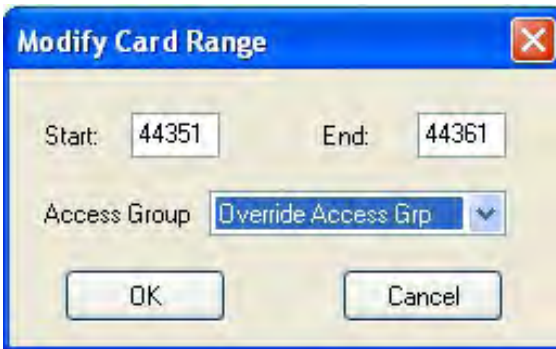 Modify Card Range
Start: 44351 End: 44361
Access Group Override Access Grp
OK Cancel